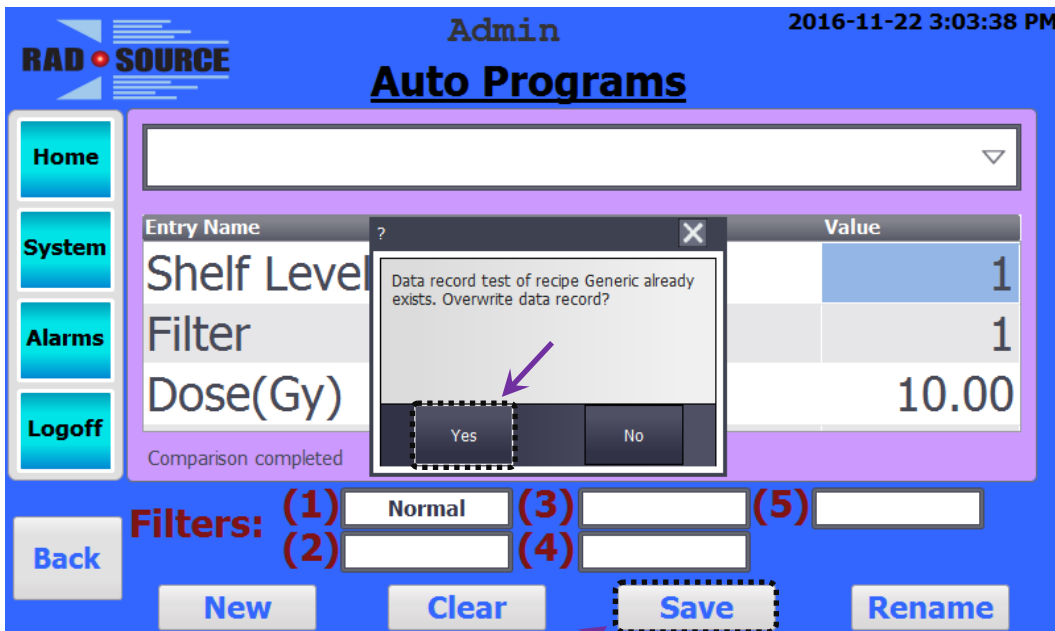 Admin
2016-11-22 3:03:38 PM
RAD SOURCE
Auto Programs
Home
System
Alarms
Logoff
Entry Name
Value
Shelf Level
1
Filter
1
Dose(Gy)
10.00
?
Data record test of recipe Generic already
exists. Overwrite data record?
Yes
No
Comparison completed
Filters:
(1) Normal (3) (5)
(2) (4)
Back
New
Clear
Save
Rename